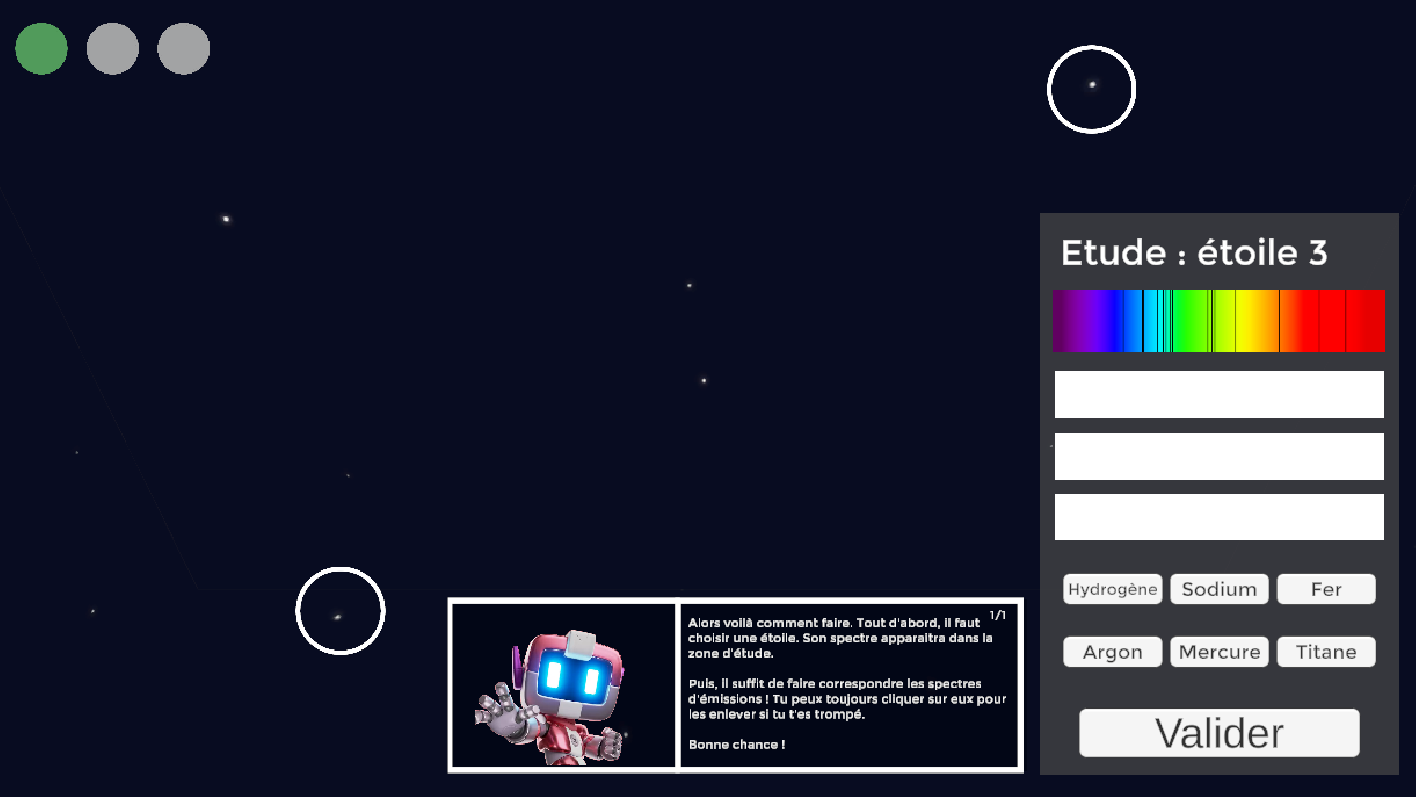 Etude : étoile 3
Hydrogène
Sodium
Fer
Argon
Mercure
Titane
Valider
1/1
Alors voilà comment faire. Tout d'abord, il faut
choisir une étoile. Son spectre apparaitra dans la
zone d'étude.
Puis, il suffit de faire correspondre les spectres
d'émissions ! Tu peux toujours cliquer sur eux pour
les enlever si tu t'es trompé.
Bonne chance !